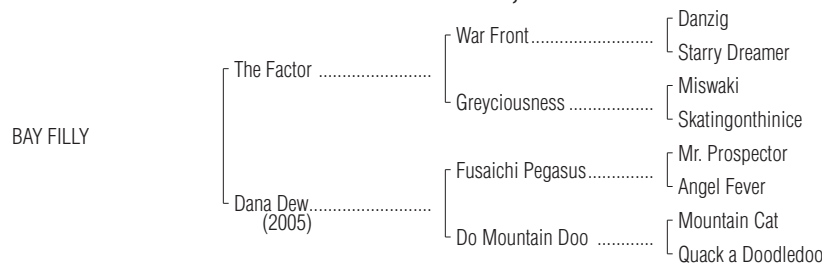 Danzig
War Front
Starry Dreamer
The Factor
Miswaki
Greyciousness
Skatingonthinice
BAY FILLY
Mr. Prospector
Fusaichi Pegasus
Angel Fever
Dana Dew
(2005)
Mountain Cat
Do Mountain Doo
Quack a Doodledoo